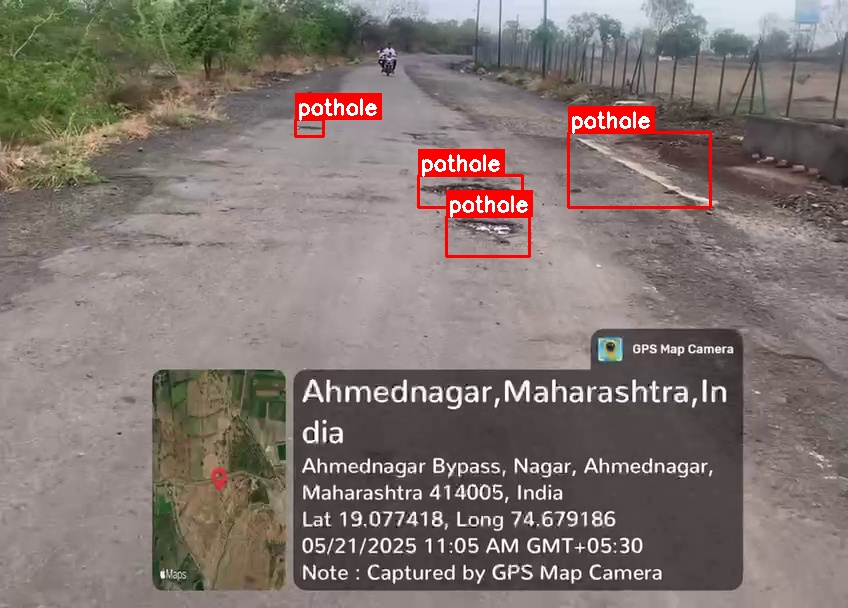 pothole
pothole
pothole
pothole
GPS Map Camera
Ahmednagar,Maharashtra,In
dia
Ahmednagar Bypass, Nagar, Ahmednagar,
Maharashtra 414005, India
Lat 19.077418, Long 74.679186
05/21/2025 11:05 AM GMT+05:30
Note : Captured by GPS Map Camera
Maps